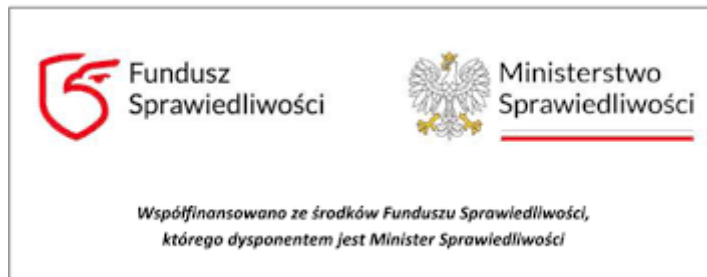 Fundusz
Sprawiedliwości
Ministerstwo
Sprawiedliwości
Współfinansowano ze środków Funduszu Sprawiedliwości,
którego dysponentem jest Minister Sprawiedliwości